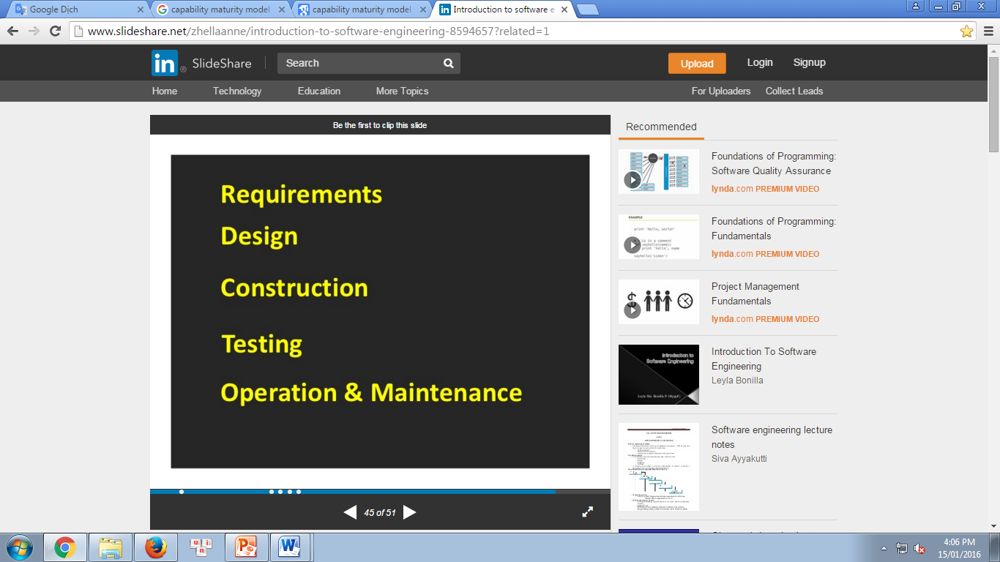 Google Dịch
capability maturity model
capability maturity model
Introduction to software e
www.slideshare.net/zhellaanne/introduction-to-software-engineering-8594657?related=1
in® SlideShare
Search
Upload
Login
Signup
Home
Technology
Education
More Topics
For Uploaders
Collect Leads
Be the first to clip this slide
Requirements
Design
Construction
Testing
Operation & Maintenance
45 of 51
Recommended
Foundations of Programming:
Software Quality Assurance
lynda.com PREMIUM VIDEO
EXAMPLE
print 'Hello, world!'
Foundations of Programming:
Fundamentals
lynda.com PREMIUM VIDEO
Project Management
Fundamentals
lynda.com PREMIUM VIDEO
Introduction to
Software Engineering
Introduction To Software
Engineering
Leyla Bonilla
Software engineering lecture
notes
Siva Ayyakutti
4:06 PM
15/01/2016